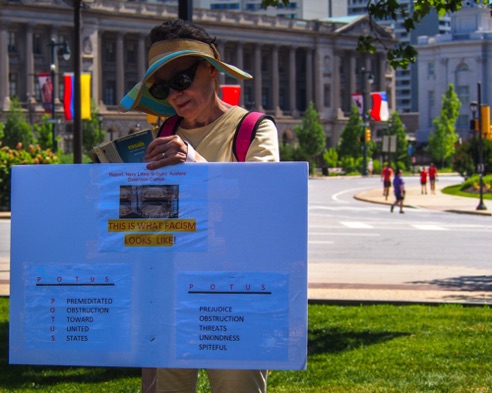 THIS IS WHAT FACISM
LOOKS LIKE!
P O T U S
P PREMEDITATED
O OBSTRUCTION
T TOWARD
U UNITED
S STATES
P O T U S
PREJUDICE
OBSTRUCTION
THREATS
UNKINDNESS
SPITEFUL